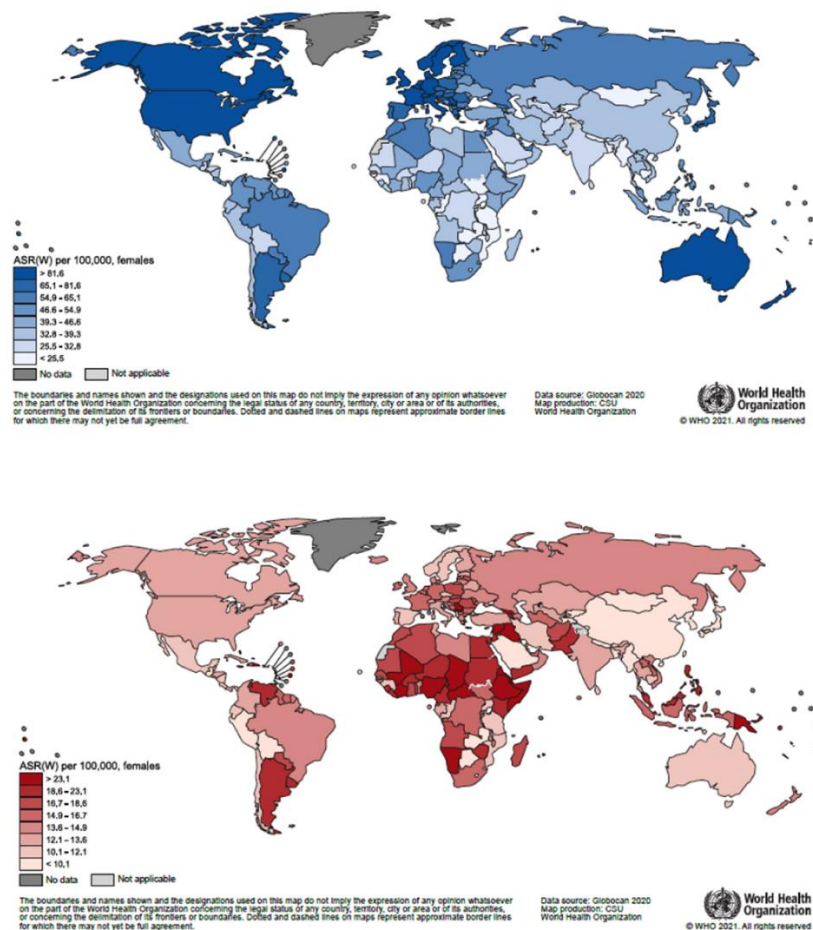 ASR(W) per 100,000, females
> 81.6
65.1 – 81.6
54.9 – 65.1
46.6 – 54.9
39.3 – 46.6
32.8 – 39.3
25.5 – 32.8
< 25.5
No data
Not applicable
The boundaries and names shown and the designations used on this map do not imply the expression of any opinion whatsoever
on the part of the World Health Organization concerning the legal status of any country, territory, city or area or of its authorities,
or concerning the delimitation of its frontiers or boundaries. Dotted and dashed lines on maps represent approximate border lines
for which there may not yet be full agreement.
Data source: Globocan 2020
Map production: CSU
World Health Organization
World Health
Organization
© WHO 2021. All rights reserved
ASR(W) per 100,000, females
> 23.1
18.6 – 23.1
16.7 – 18.6
14.9 – 16.7
13.6 – 14.9
12.1 – 13.6
10.1 – 12.1
< 10.1
No data
Not applicable
The boundaries and names shown and the designations used on this map do not imply the expression of any opinion whatsoever
on the part of the World Health Organization concerning the legal status of any country, territory, city or area or of its authorities,
or concerning the delimitation of its frontiers or boundaries. Dotted and dashed lines on maps represent approximate border lines
for which there may not yet be full agreement.
Data source: Globocan 2020
Map production: CSU
World Health Organization
World Health
Organization
© WHO 2021. All rights reserved